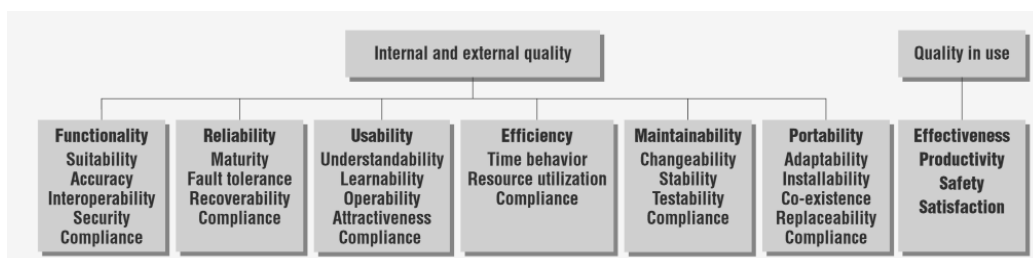 Internal and external quality
Quality in use
Functionality
Suitability
Accuracy
Interoperability
Security
Compliance
Reliability
Maturity
Fault tolerance
Recoverability
Compliance
Usability
Understandability
Learnability
Operability
Attractiveness
Compliance
Efficiency
Time behavior
Resource utilization
Compliance
Maintainability
Changeability
Stability
Testability
Compliance
Portability
Adaptability
Installability
Co-existence
Replaceability
Compliance
Effectiveness
Productivity
Safety
Satisfaction